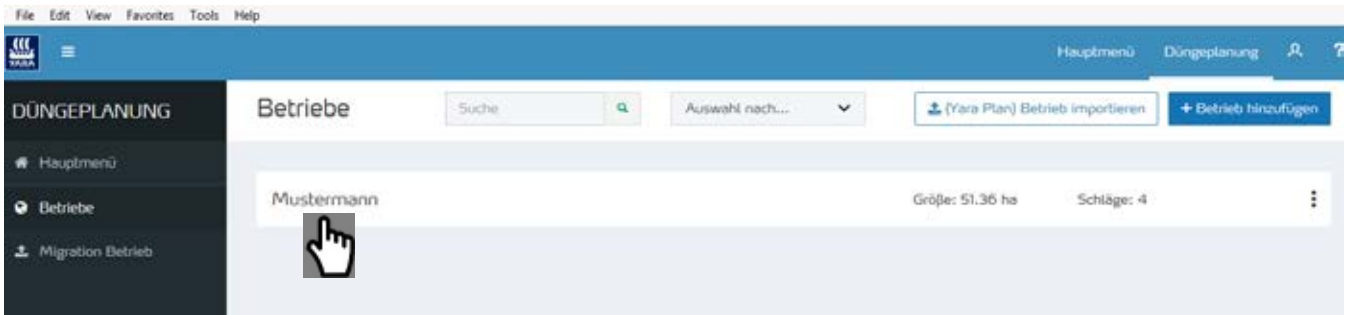 File Edit View Favorites Tools Help
YARA Hauptmenü Düngeplanung ?
DÜNGEPLANUNG
Hauptmenü
Betriebe
Migration Betrieb
Betriebe Suche Auswahl nach... (Yara Plan) Betrieb importieren + Betrieb hinzufügen
Mustermann Größe: 51.36 ha Schläge: 4